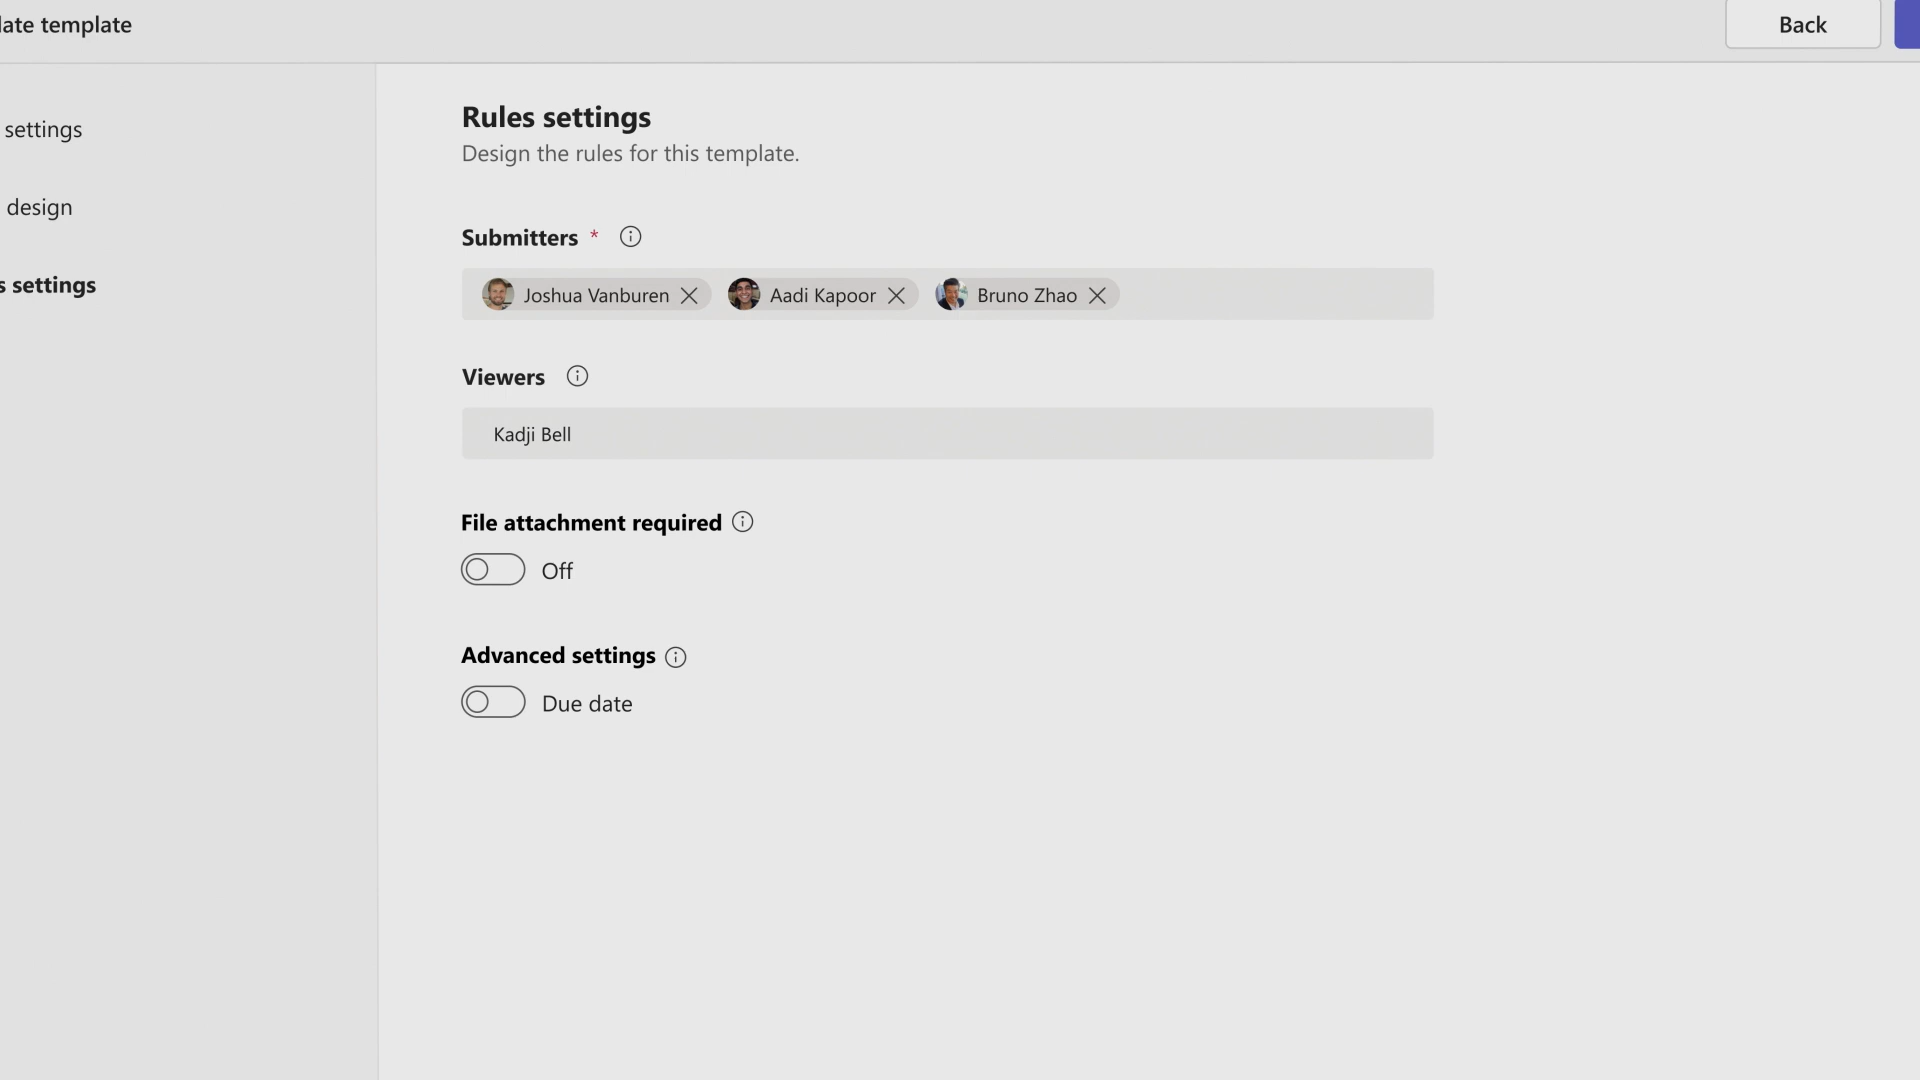 late template
Back
settings
design
s settings
Rules settings
Design the rules for this template.
Submitters *
Joshua Vanburen Aadi Kapoor Bruno Zhao
Viewers
Kadji Bell
File attachment required
Off
Advanced settings
Due date